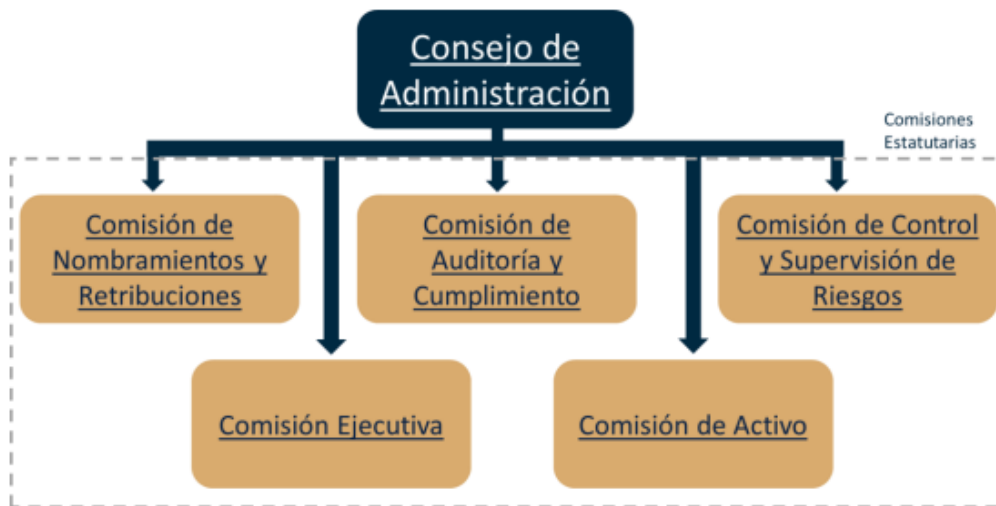 Consejo de
Administración
Comisiones
Estatutarias
Comisión de
Nombramientos y
Retribuciones
Comisión de
Auditoría y
Cumplimiento
Comisión de Control
y Supervisión de
Riesgos
Comisión Ejecutiva
Comisión de Activo